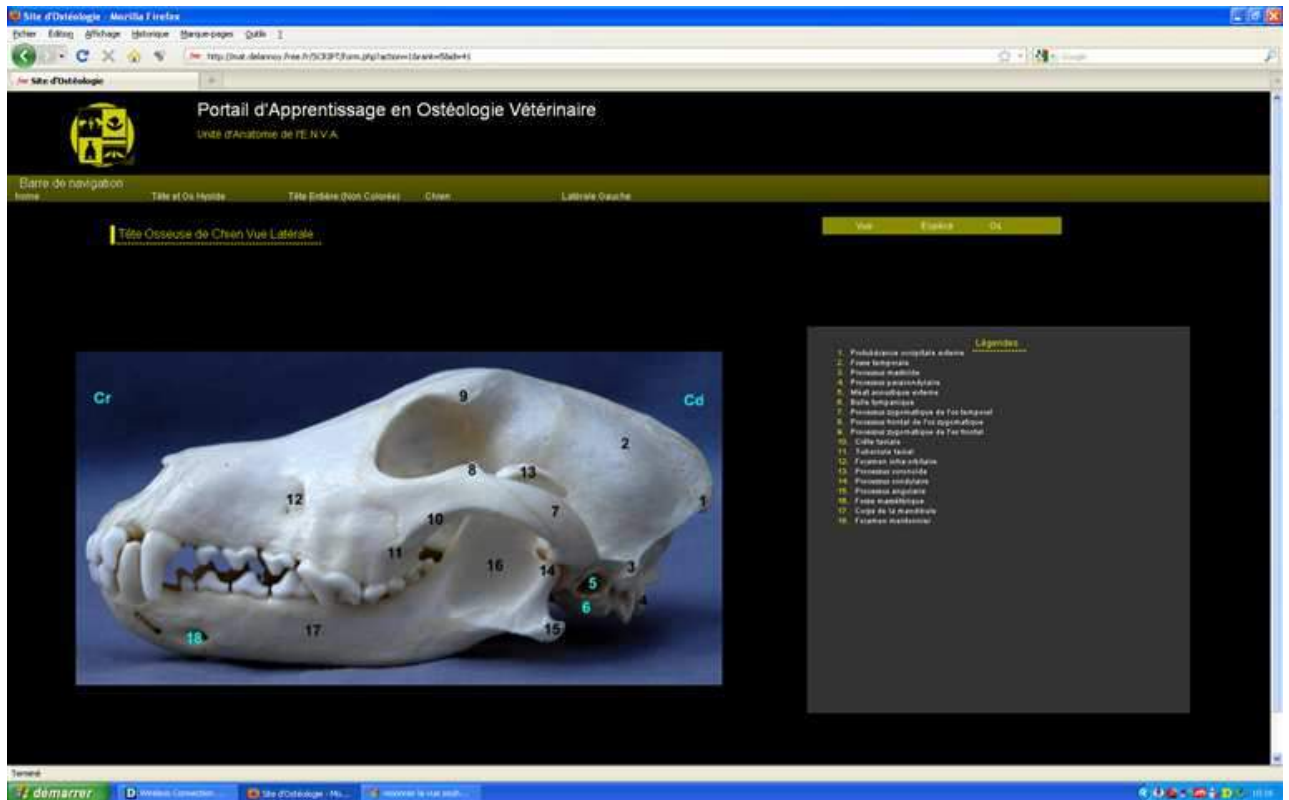 Site d'Ostéologie - Mozilla Firefox
Fichier Édition Affichage Historique Marque-pages Outils ?
Site d'Ostéologie
Portail d'Apprentissage en Ostéologie Vétérinaire
Unité d'Anatomie de l'E.N.V.A.
Barre de navigation
home Tête et Os Hyoïde Tête Entière (Non Colorée) Chien Latérale Gauche
Tête Osseuse de Chien Vue Latérale
Vue Espèce Os
Légendes
1. Protubérance occipitale externe
2. Fosse temporale
3. Processus mastoïde
4. Processus paracondylaire
5. Méat acoustique externe
6. Bulle tympanique
7. Processus zygomatique de l'os temporal
8. Processus frontal de l'os zygomatique
9. Processus zygomatique de l'os frontal
10. Crête faciale
11. Tubercule facial
12. Foramen infra-orbitaire
13. Processus coronoïde
14. Processus condylaire
15. Processus angulaire
16. Fosse massétérique
17. Corps de la mandibule
18. Foramen mentonnier
Cr
Cd
9
2
8
13
1
12
7
10
11
16
14
3
5
6
4
15
17
18
Terminé
démarrer Wireless Connection ... Site d'Ostéologie - Mo...